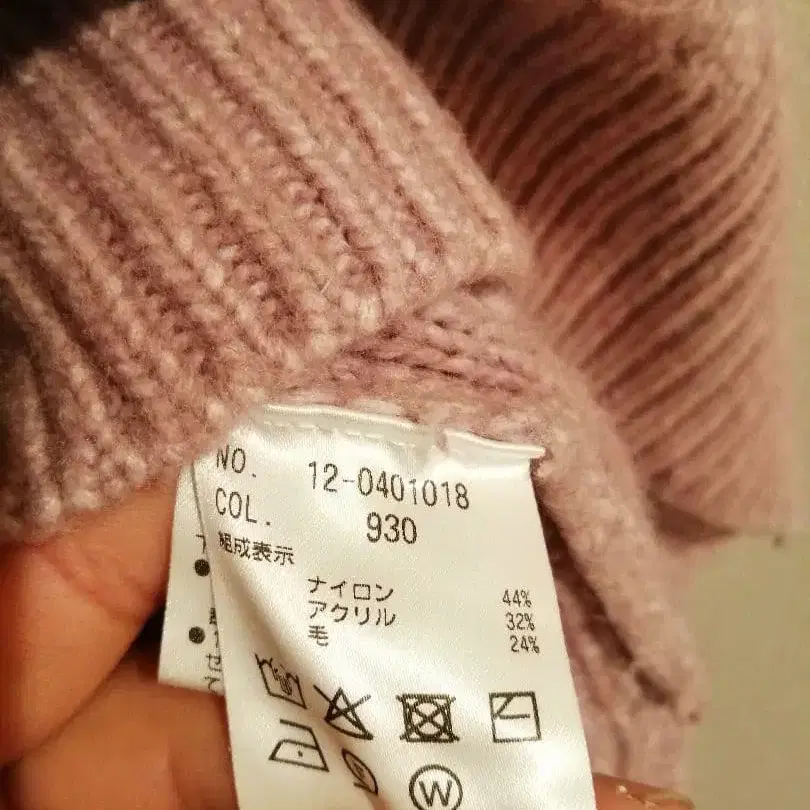 NO. 12-0401018
COL. 930
組成表示
ナイロン 44%
アクリル 32%
毛 24%
W